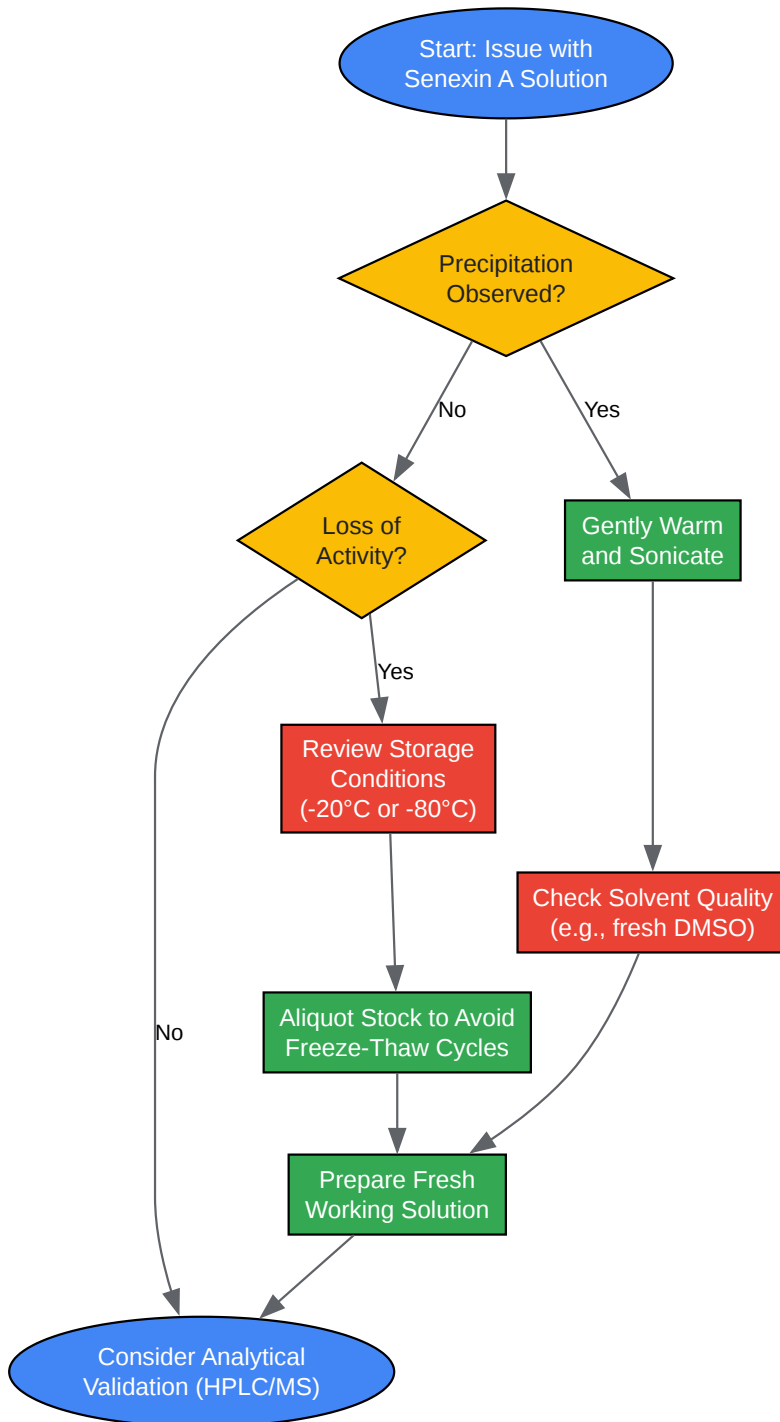 Start: Issue with
Senexin A Solution
Precipitation
Observed?
No
Yes
Loss of
Activity?
Gently Warm
and Sonicate
Yes
Review Storage
Conditions
(-20°C or -80°C)
Check Solvent Quality
(e.g., fresh DMSO)
No
Aliquot Stock to Avoid
Freeze-Thaw Cycles
Prepare Fresh
Working Solution
Consider Analytical
Validation (HPLC/MS)